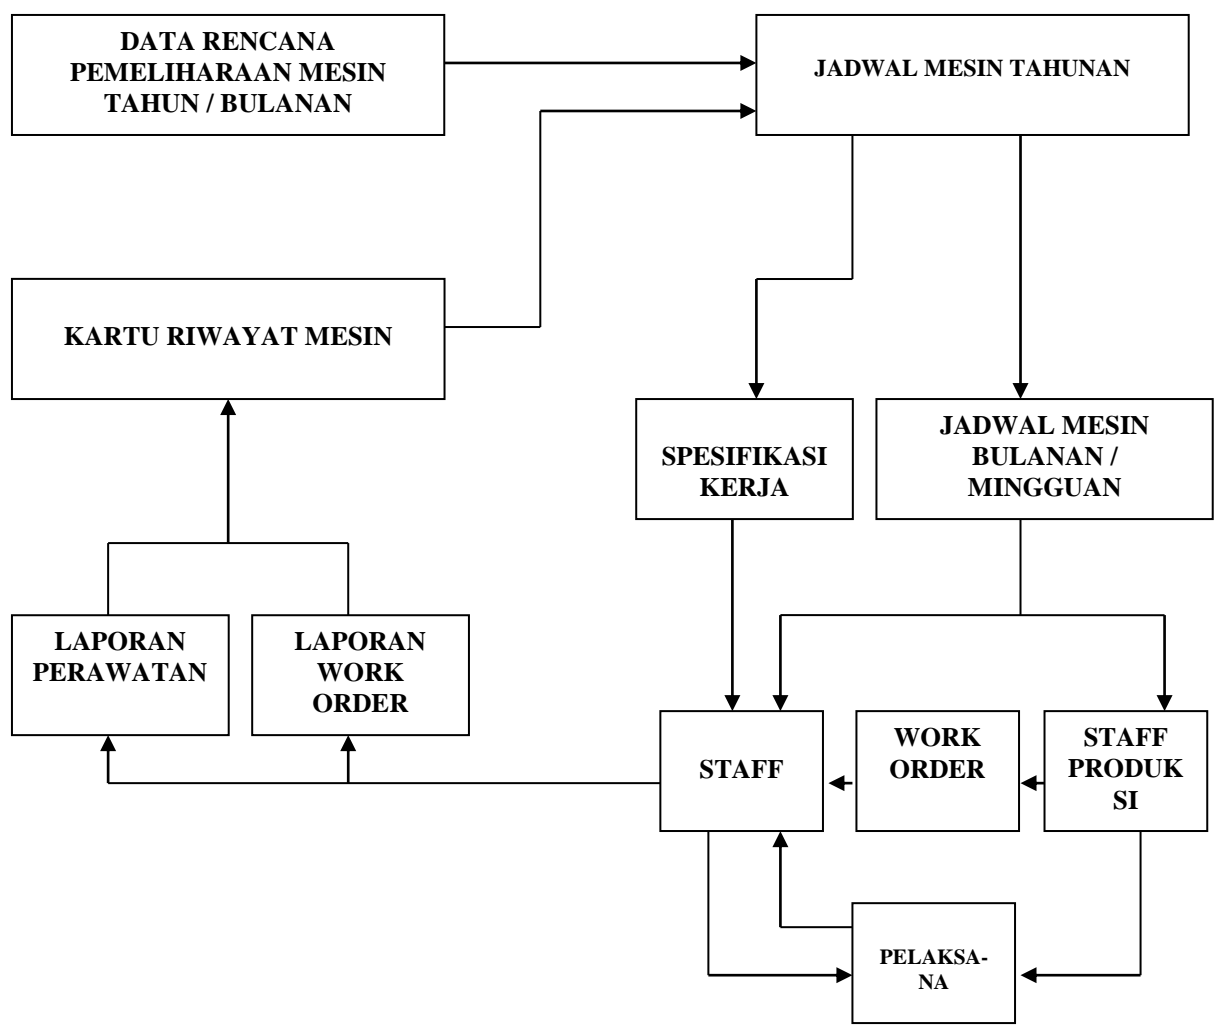 DATA RENCANA
PEMELIHARAAN MESIN
TAHUN / BULANAN
JADWAL MESIN TAHUNAN
KARTU RIWAYAT MESIN
SPESIFIKASI
KERJA
JADWAL MESIN
BULANAN /
MINGGUAN
LAPORAN
PERAWATAN
LAPORAN
WORK
ORDER
STAFF
WORK
ORDER
STAFF
PRODUK
SI
PELAKSA-
NA